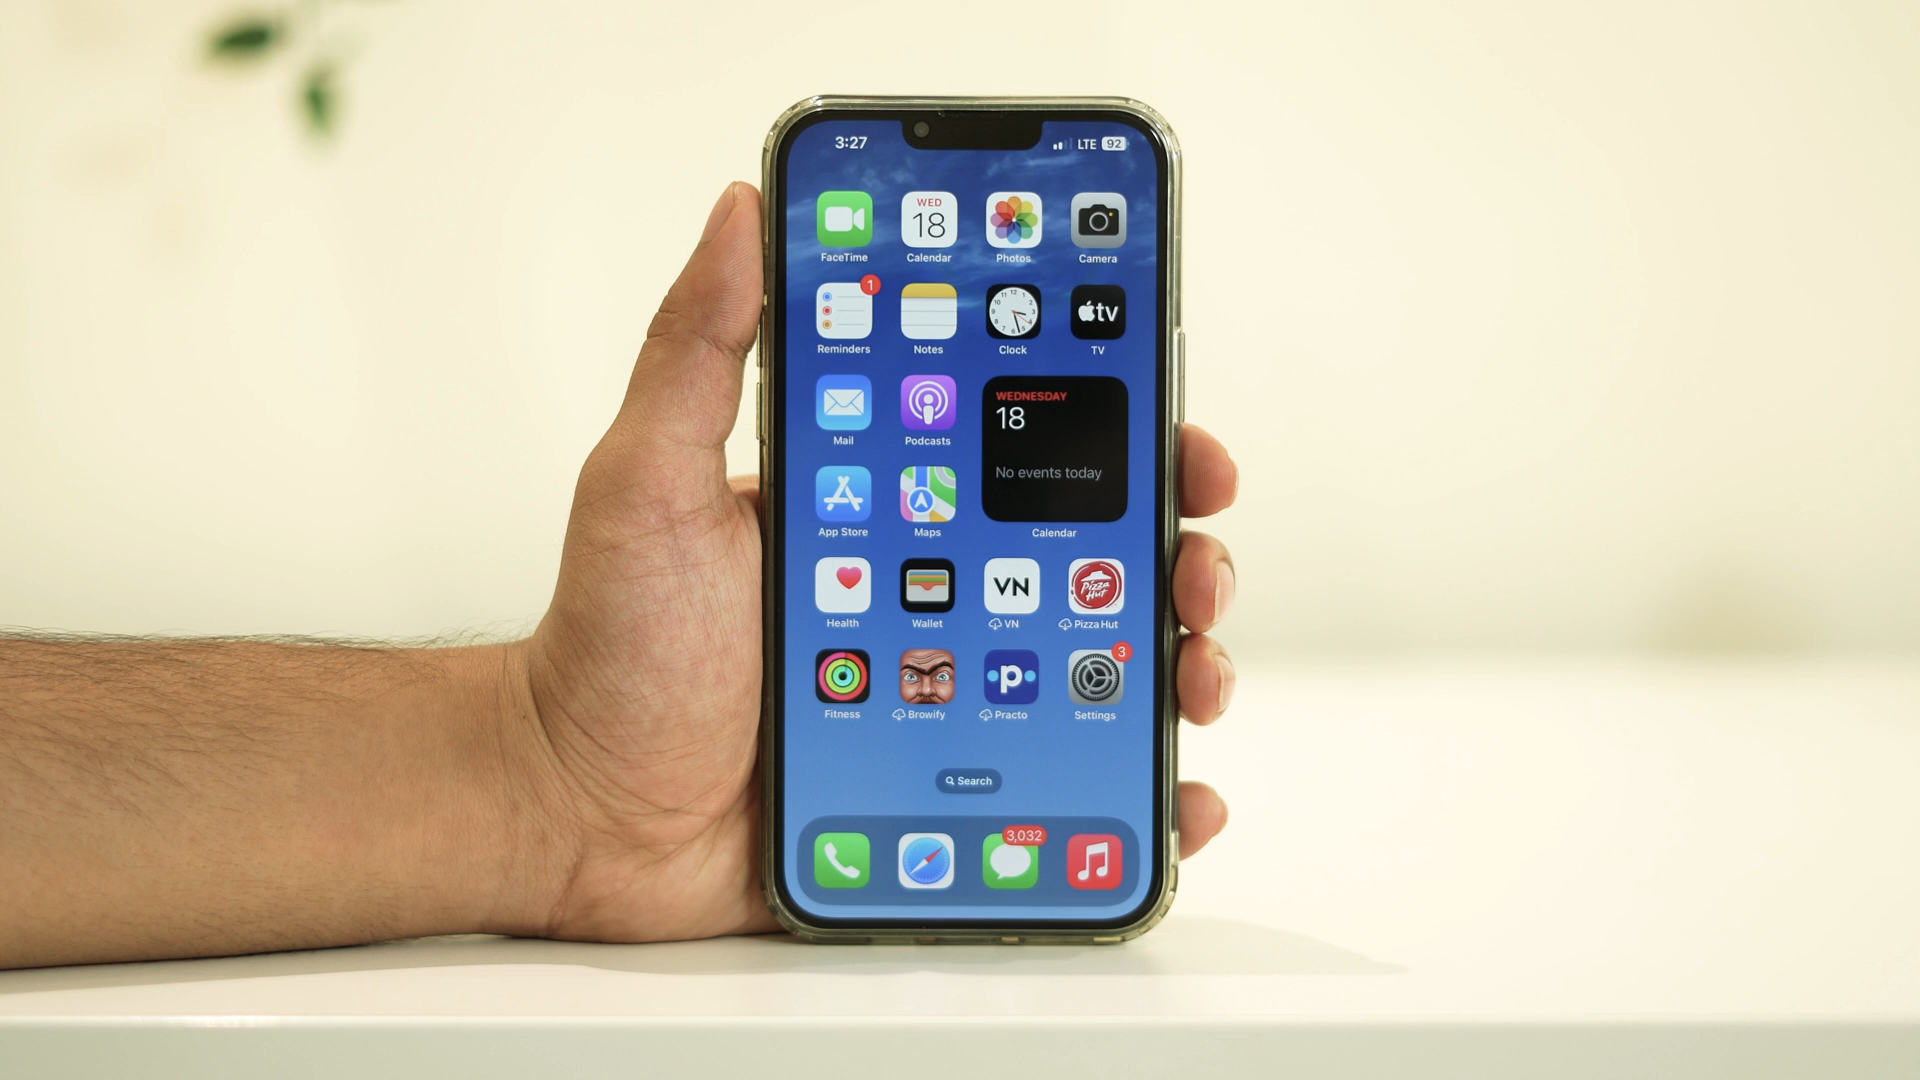 3:27 LTE 92
WED
18
FaceTime Calendar Photos Camera
1
Reminders Notes Clock TV
tv
WEDNESDAY
18
No events today
Mail Podcasts
App Store Maps Calendar
VN Pizza Hut
Health Wallet VN Pizza Hut
3
p
Fitness Browify Practo Settings
Search
3,032